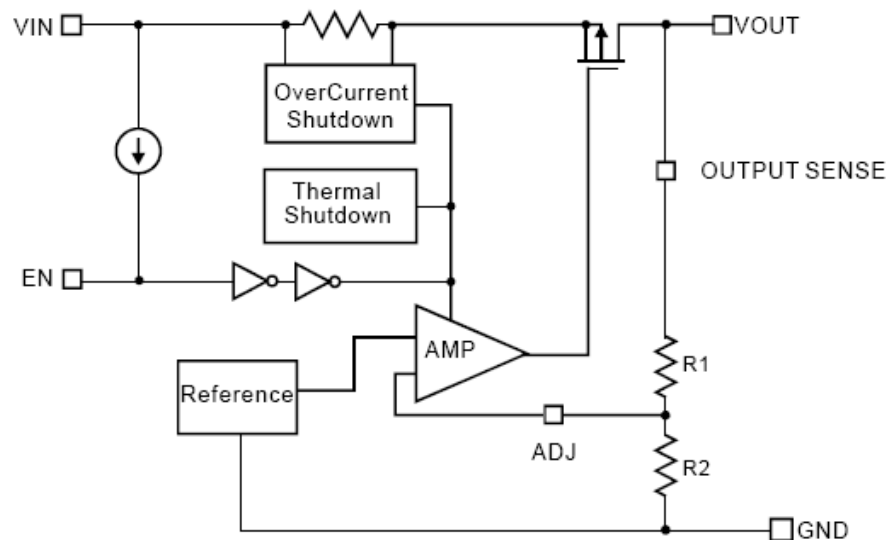 VIN
VOUT
OverCurrent
Shutdown
OUTPUT SENSE
Thermal
Shutdown
EN
AMP
R1
Reference
ADJ
R2
GND